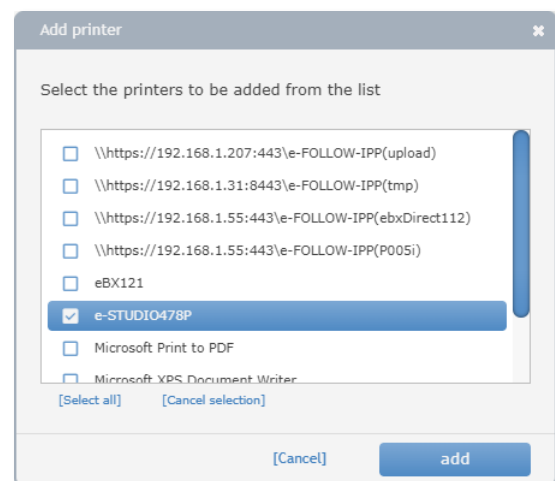 Add printer
Select the printers to be added from the list
\\https://192.168.1.207:443\e-FOLLOW-IPP(upload)
\\https://192.168.1.31:8443\e-FOLLOW-IPP(tmp)
\\https://192.168.1.55:443\e-FOLLOW-IPP(ebxDirect112)
\\https://192.168.1.55:443\e-FOLLOW-IPP(P005i)
eBX121
e-STUDIO478P
Microsoft Print to PDF
Microsoft XPS Document Writer
[Select all] [Cancel selection]
[Cancel] add